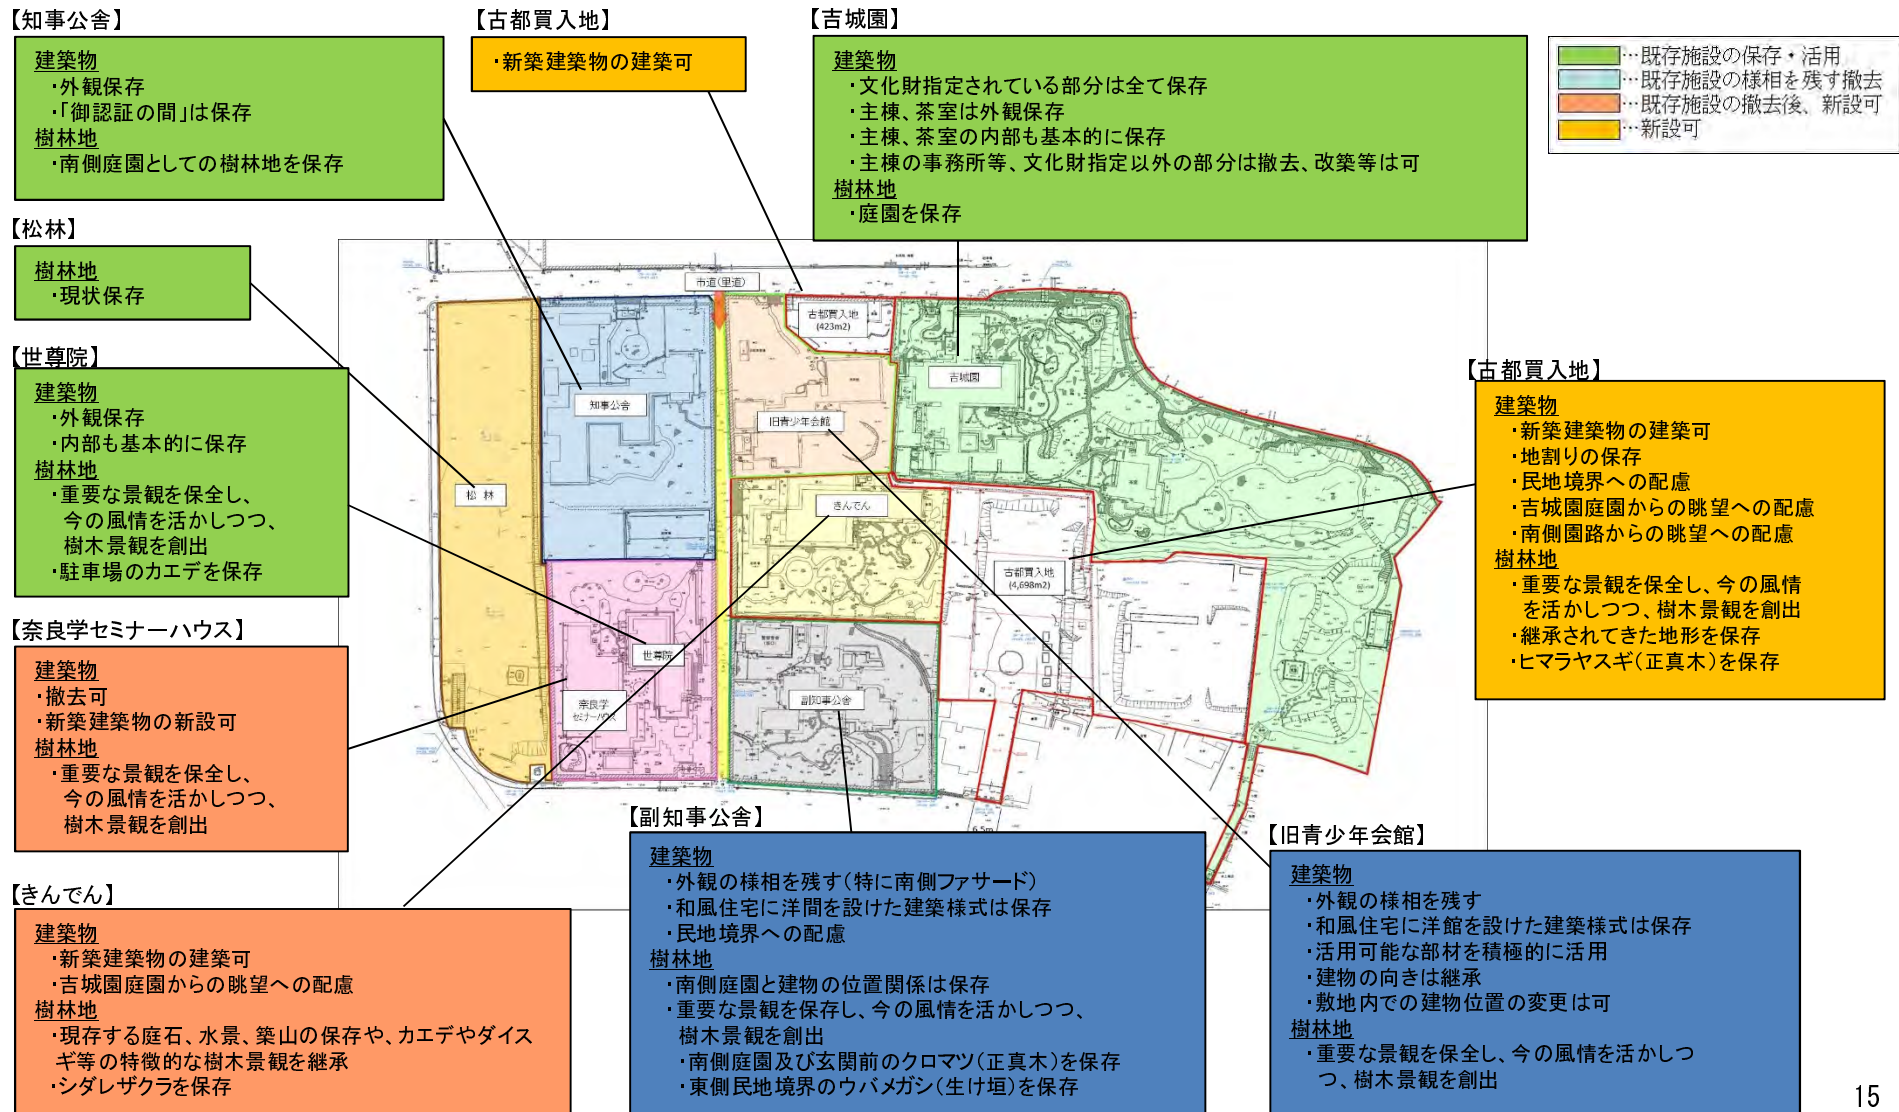 【知事公舎】
建築物
・外観保存
・「御認証の間」は保存
樹林地
・南側庭園としての樹林地を保存
【古都買入地】
・新築建築物の建築可
【吉城園】
建築物
・文化財指定されている部分は全て保存
・主棟、茶室は外観保存
・主棟、茶室の内部も基本的に保存
・主棟の事務所等、文化財指定以外の部分は撤去、改築等は可
樹林地
・庭園を保存
…既存施設の保存・活用
…既存施設の様相を残す撤去
…既存施設の撤去後、新設可
…新設可
【松林】
樹林地
・現状保存
【世尊院】
建築物
・外観保存
・内部も基本的に保存
樹林地
・重要な景観を保全し、
今の風情を活かしつつ、
樹木景観を創出
・駐車場のカエデを保存
【奈良学セミナーハウス】
建築物
・撤去可
・新築建築物の新設可
樹林地
・重要な景観を保全し、
今の風情を活かしつつ、
樹木景観を創出
【きんでん】
建築物
・新築建築物の建築可
・吉城園庭園からの眺望への配慮
樹林地
・現存する庭石、水景、築山の保存や、カエデやダイス
ギ等の特徴的な樹木景観を継承
・シダレザクラを保存
市道(里道)
古都買入地
(423m2)
吉城園
知事公舎
旧青少年会館
松 林
きんでん
古都買入地
(4,698m2)
世尊院
奈良学
セミナーハウス
副知事公舎
6.5m
【古都買入地】
建築物
・新築建築物の建築可
・地割りの保存
・民地境界への配慮
・吉城園庭園からの眺望への配慮
・南側園路からの眺望への配慮
樹林地
・重要な景観を保全し、今の風情
を活かしつつ、樹木景観を創出
・継承されてきた地形を保存
・ヒマラヤスギ(正真木)を保存
【副知事公舎】
建築物
・外観の様相を残す(特に南側ファサード)
・和風住宅に洋間を設けた建築様式は保存
・民地境界への配慮
樹林地
・南側庭園と建物の位置関係は保存
・重要な景観を保存し、今の風情を活かしつつ、
樹木景観を創出
・南側庭園及び玄関前のクロマツ(正真木)を保存
・東側民地境界のウバメガシ(生け垣)を保存
【旧青少年会館】
建築物
・外観の様相を残す
・和風住宅に洋館を設けた建築様式は保存
・活用可能な部材を積極的に活用
・建物の向きは継承
・敷地内での建物位置の変更は可
樹林地
・重要な景観を保全し、今の風情を活かしつ
つ、樹木景観を創出
15